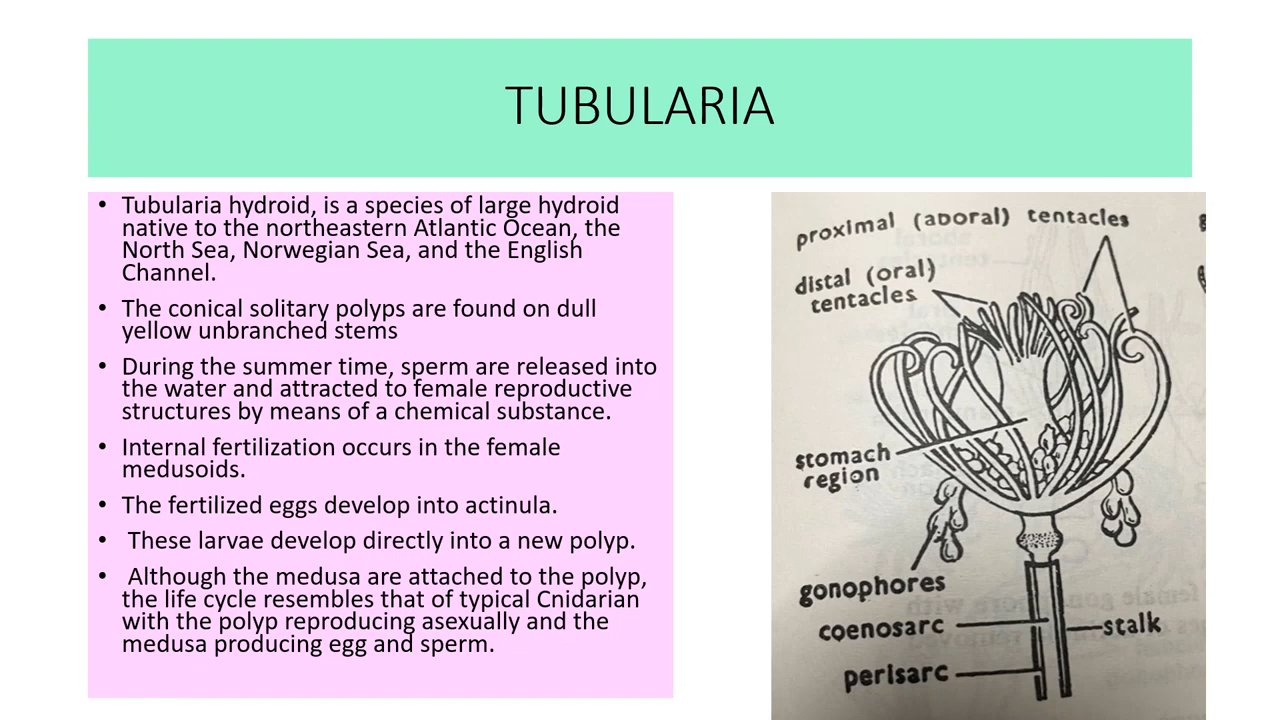 TUBULARIA
• Tubularia hydroid, is a species of large hydroid
native to the northeastern Atlantic Ocean, the
North Sea, Norwegian Sea, and the English
Channel.
• The conical solitary polyps are found on dull
yellow unbranched stems
• During the summer time, sperm are released into
the water and attracted to female reproductive
structures by means of a chemical substance.
• Internal fertilization occurs in the female
medusoids.
• The fertilized eggs develop into actinula.
• These larvae develop directly into a new polyp.
• Although the medusa are attached to the polyp,
the life cycle resembles that of typical Cnidarian
with the polyp reproducing asexually and the
medusa producing egg and sperm.
proximal (aboral) tentacles
distal (oral)
tentacles
stomach
region
gonophores
coenosarc
stalk
perisarc